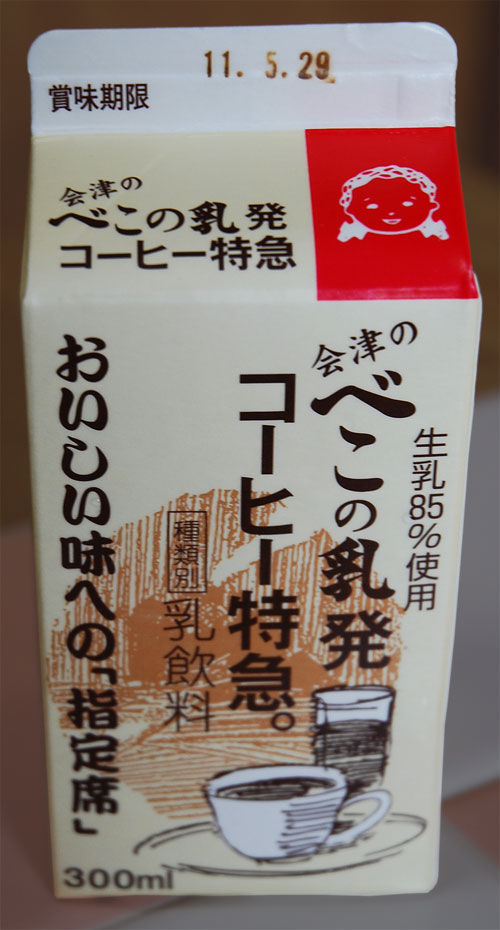 11. 5.29
賞味期限
会津の
べこの乳発
コーヒー特急
生乳85%使用
会津の
べこの乳発
コーヒー特急。
種類別
乳飲料
おいしい味への「指定席」
300ml